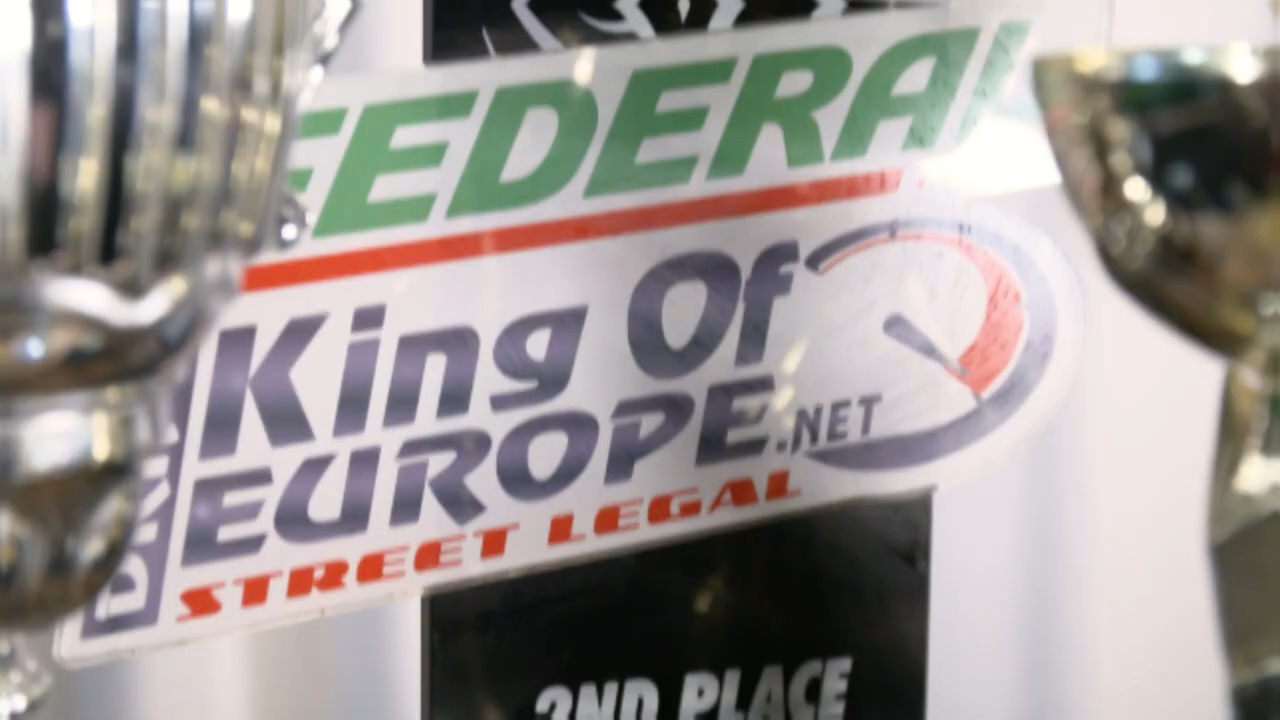 FEDERAL
King Of
EUROPE.NET
STREET LEGAL
2ND PLACE